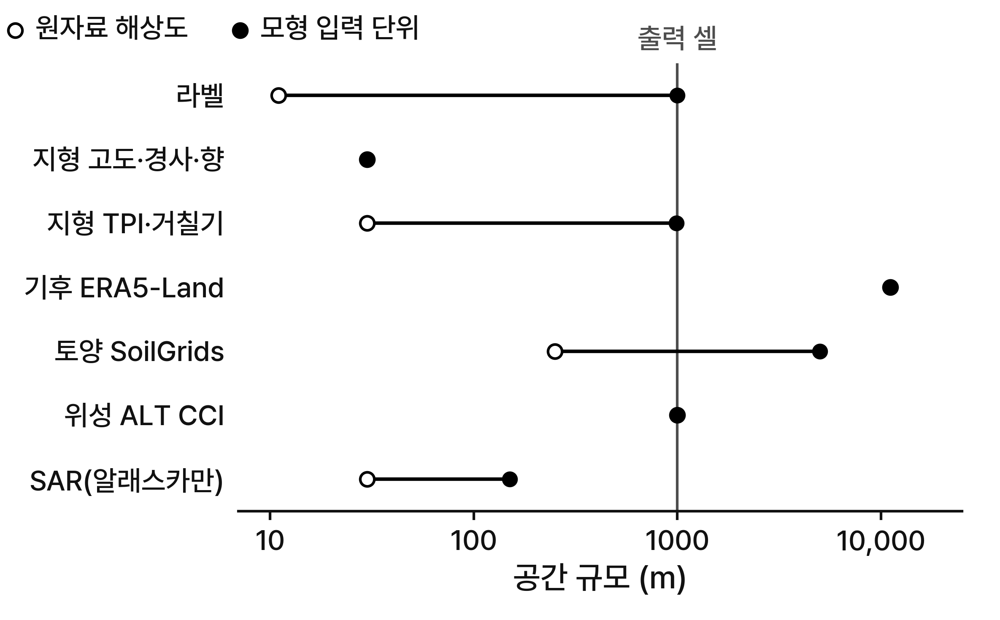 원자료 해상도
모형 입력 단위
출력 셀
라벨
지형 고도·경사·향
지형 TPI·거칠기
기후 ERA5-Land
토양 SoilGrids
위성 ALT CCI
SAR(알래스카만)
10
100
1000
10,000
공간 규모 (m)